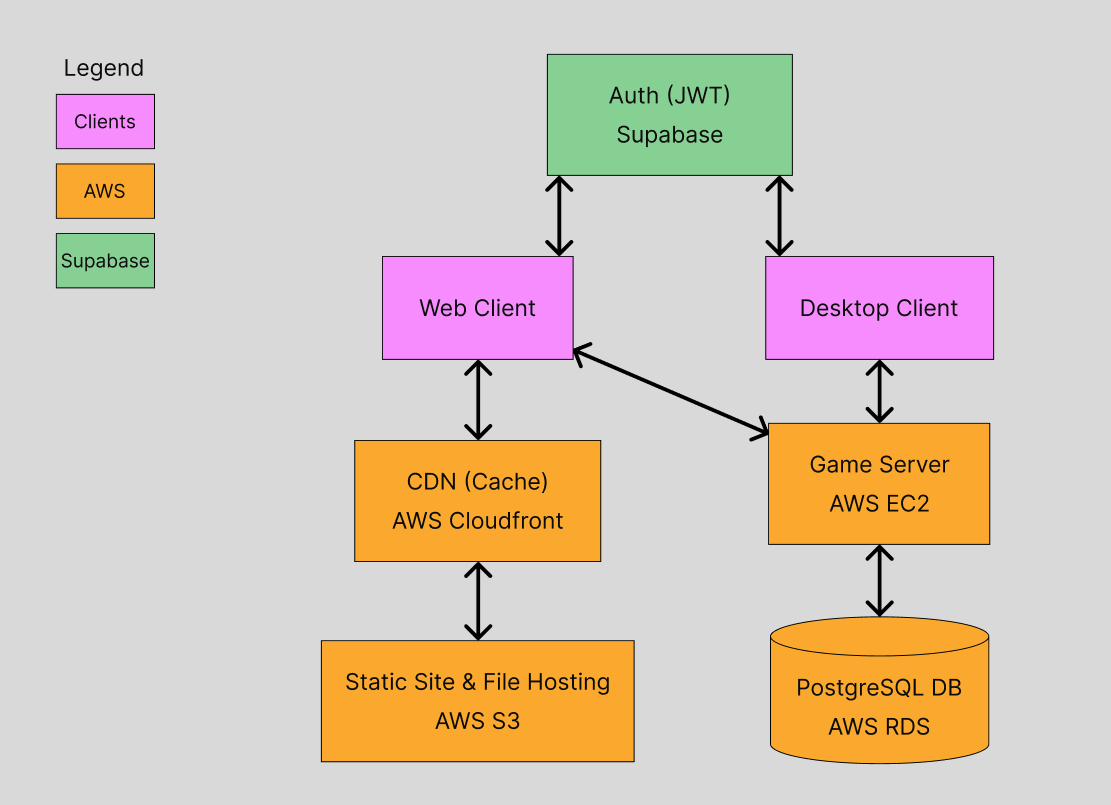 Legend
Clients
AWS
Supabase
Auth (JWT)
Supabase
Web Client
Desktop Client
CDN (Cache)
AWS Cloudfront
Game Server
AWS EC2
Static Site & File Hosting
AWS S3
PostgreSQL DB
AWS RDS